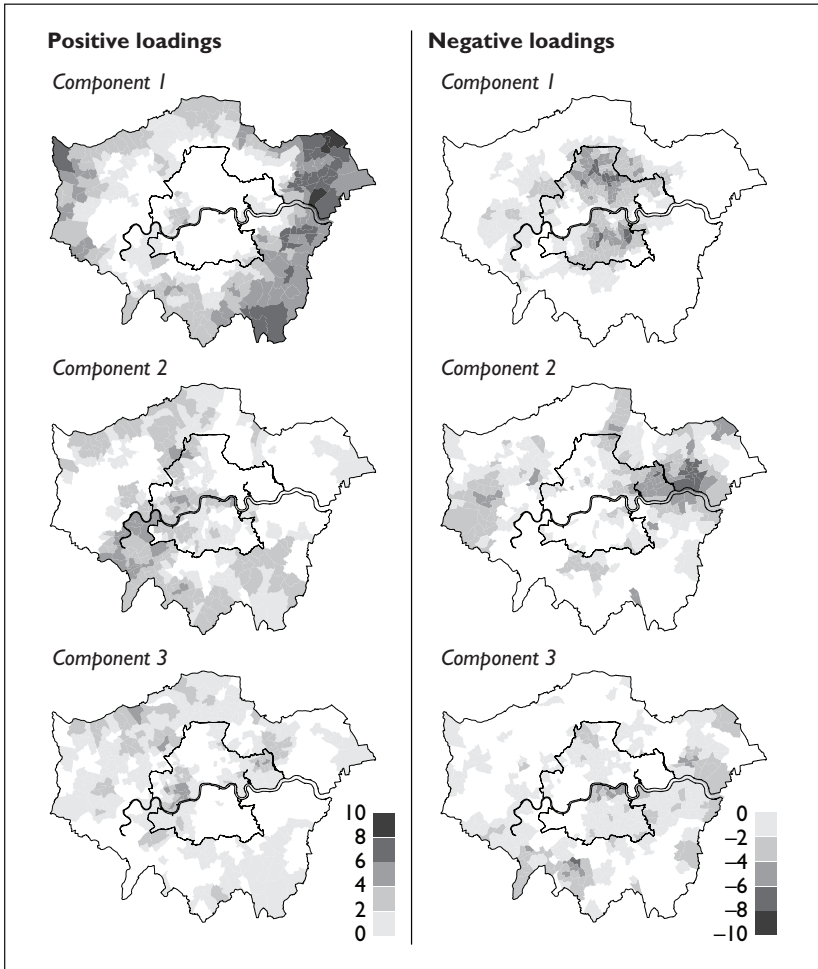 Positive loadings
Negative loadings
Component 1
Component 1
Component 2
Component 2
Component 3
Component 3
10
8
6
4
2
0
0
–2
–4
–6
–8
–10